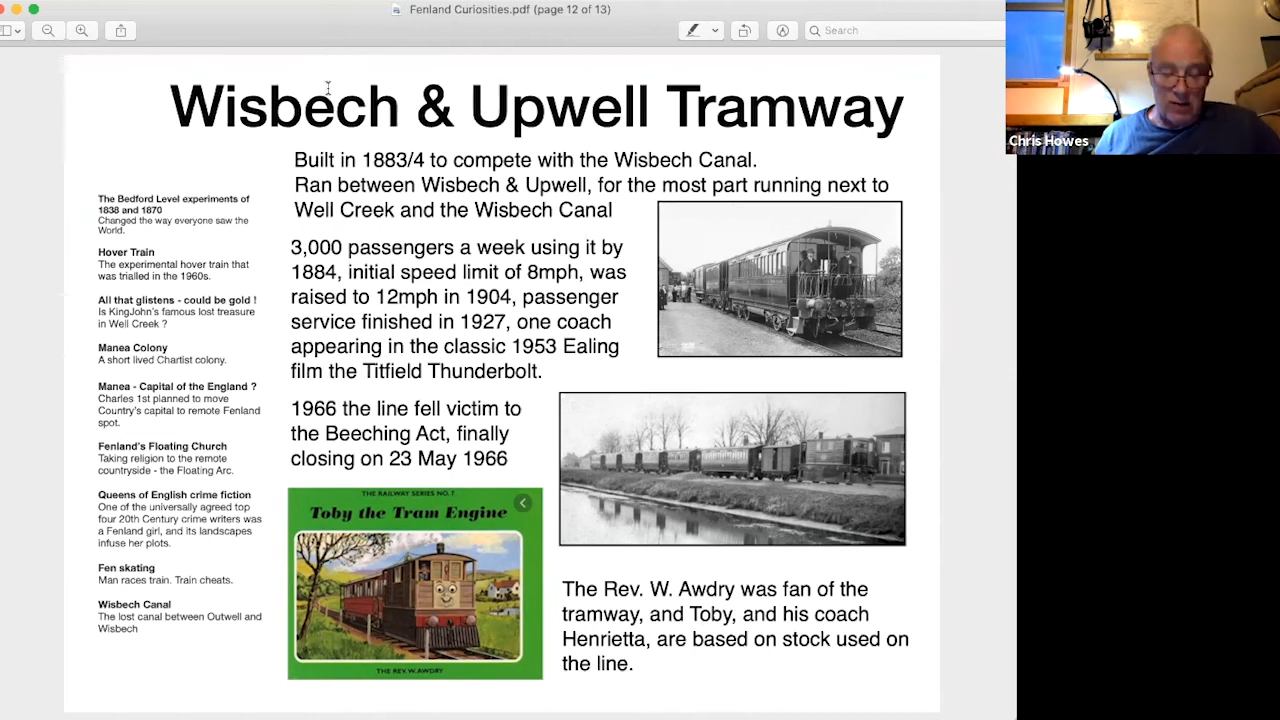 Fenland Curiosities.pdf (page 12 of 13)
Search
Chris Howes
Wisbech & Upwell Tramway
Built in 1883/4 to compete with the Wisbech Canal.
Ran between Wisbech & Upwell, for the most part running next to
Well Creek and the Wisbech Canal
3,000 passengers a week using it by
1884, initial speed limit of 8mph, was
raised to 12mph in 1904, passenger
service finished in 1927, one coach
appearing in the classic 1953 Ealing
film the Titfield Thunderbolt.
1966 the line fell victim to
the Beeching Act, finally
closing on 23 May 1966
The Bedford Level experiments of
1838 and 1870
Changed the way everyone saw the
World.
Hover Train
The experimental hover train that
was trialled in the 1960s.
All that glistens - could be gold !
Is KingJohn's famous lost treasure
in Well Creek ?
Manea Colony
A short lived Chartist colony.
Manea - Capital of the England ?
Charles 1st planned to move
Country's capital to remote Fenland
spot.
Fenland's Floating Church
Taking religion to the remote
countryside - the Floating Arc.
Queens of English crime fiction
One of the universally agreed top
four 20th Century crime writers was
a Fenland girl, and its landscapes
infuse her plots.
Fen skating
Man races train. Train cheats.
Wisbech Canal
The lost canal between Outwell and
Wisbech
THE RAILWAY SERIES NO. 7
Toby the Tram Engine
THE REV. W. AWDRY
The Rev. W. Awdry was fan of the
tramway, and Toby, and his coach
Henrietta, are based on stock used on
the line.